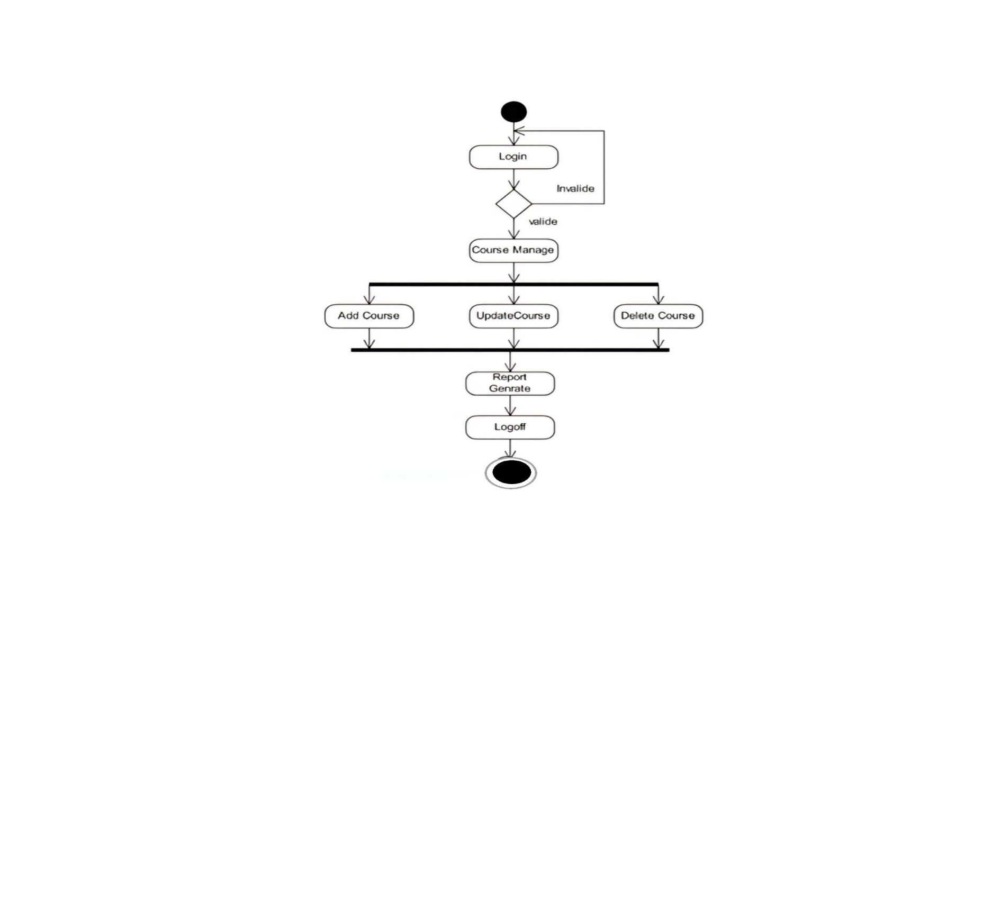 Login
Invalide
valide
Course Manage
Add Course
UpdateCourse
Delete Course
Report
Genrate
Logoff